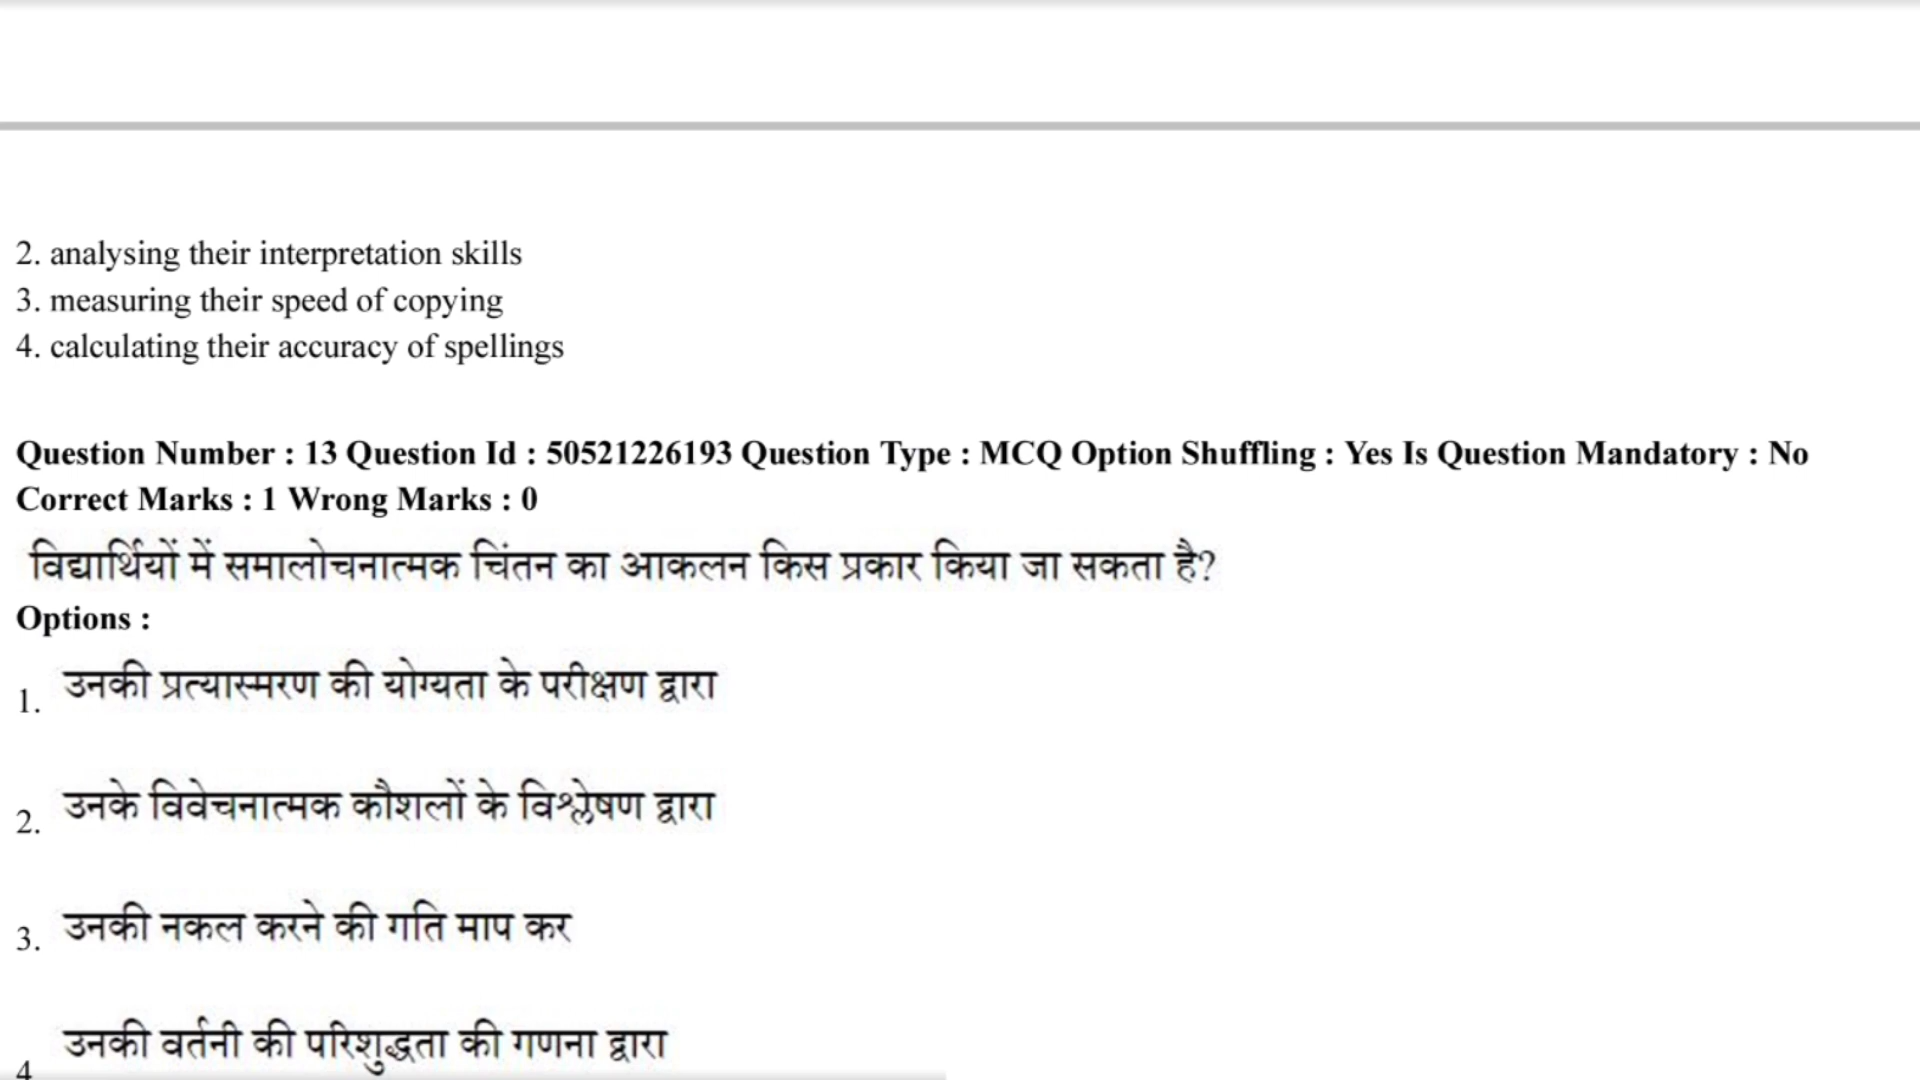 2. analysing their interpretation skills
3. measuring their speed of copying
4. calculating their accuracy of spellings
Question Number : 13 Question Id : 50521226193 Question Type : MCQ Option Shuffling : Yes Is Question Mandatory : No
Correct Marks : 1 Wrong Marks : 0
विद्यार्थियों में समालोचनात्मक चिंतन का आकलन किस प्रकार किया जा सकता है?
Options :
1. उनकी प्रत्यास्मरण की योग्यता के परीक्षण द्वारा
2. उनके विवेचनात्मक कौशलों के विश्लेषण द्वारा
3. उनकी नकल करने की गति माप कर
4 उनकी वर्तनी की परिशुद्धता की गणना द्वारा